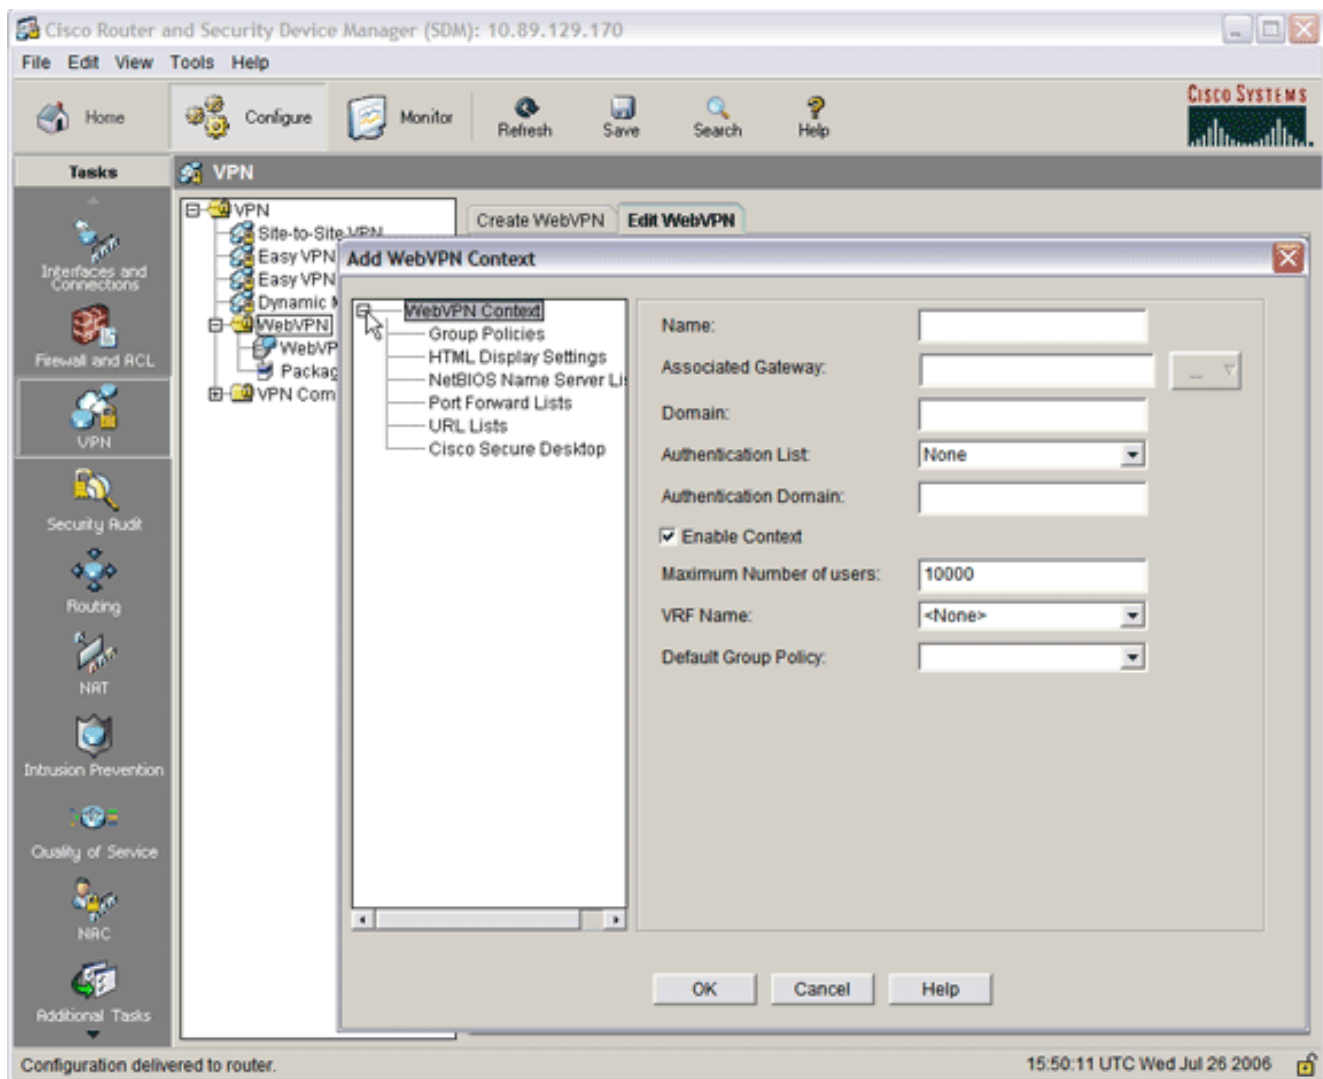 Cisco Router and Security Device Manager (SDM): 10.89.129.170
File Edit View Tools Help
Home Configure Monitor Refresh Save Search Help
CISCO SYSTEMS
Tasks
VPN
Interfaces and
Connections
Firewall and ACL
VPN
Security Audit
Routing
NAT
Intrusion Prevention
Quality of Service
NAC
Additional Tasks
VPN
Site-to-Site VPN
Easy VPN
Easy VPN
Dynamic M
WebVPN
WebVP
Packag
VPN Com
Create WebVPN Edit WebVPN
Add WebVPN Context
WebVPN Context
Group Policies
HTML Display Settings
NetBIOS Name Server Li
Port Forward Lists
URL Lists
Cisco Secure Desktop
Name:
Associated Gateway:
...
Domain:
Authentication List: None
Authentication Domain:
Enable Context
Maximum Number of users: 10000
VRF Name: <None>
Default Group Policy:
OK Cancel Help
Configuration delivered to router.
15:50:11 UTC Wed Jul 26 2006